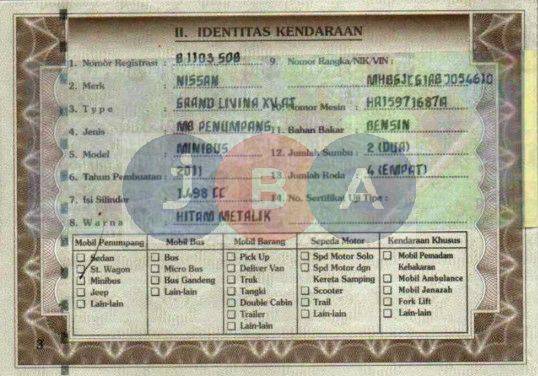 II. IDENTITAS KENDARAAN
1. Nomor Registrasi : B 1103 SOB
2. Merk : NISSAN
3. Type : GRAND LIVINA XV AT
4. Jenis : MB PENUMPANG
5. Model : MINIBUS
6. Tahun Pembuatan : 2011
7. Isi Silinder : 1.498 CC
8. Warna : HITAM METALIK
9. Nomor Rangka/NIK/VIN :
10. Nomor Mesin : HR15971687A
11. Bahan Bakar : BENSIN
12. Jumlah Sumbu : 2 (DUA)
13. Jumlah Roda : 4 (EMPAT)
14. No. Sertifikat Uji Tipe :
JBA
Mobil Penumpang
Sedan
St. Wagon
Minibus
Jeep
Lain-lain
Mobil Bus
Bus
Micro Bus
Bus Gandeng
Lain-lain
Mobil Barang
Pick Up
Deliver Van
Truk
Tangki
Double Cabin
Trailer
Lain-lain
Sepeda Motor
Spd Motor Solo
Spd Motor dgn
Kereta Samping
Scooter
Trail
Lain-lain
Kendaraan Khusus
Mobil Pemadam
Kebakaran
Mobil Ambulance
Mobil Jenazah
Fork Lift
Lain-lain
3